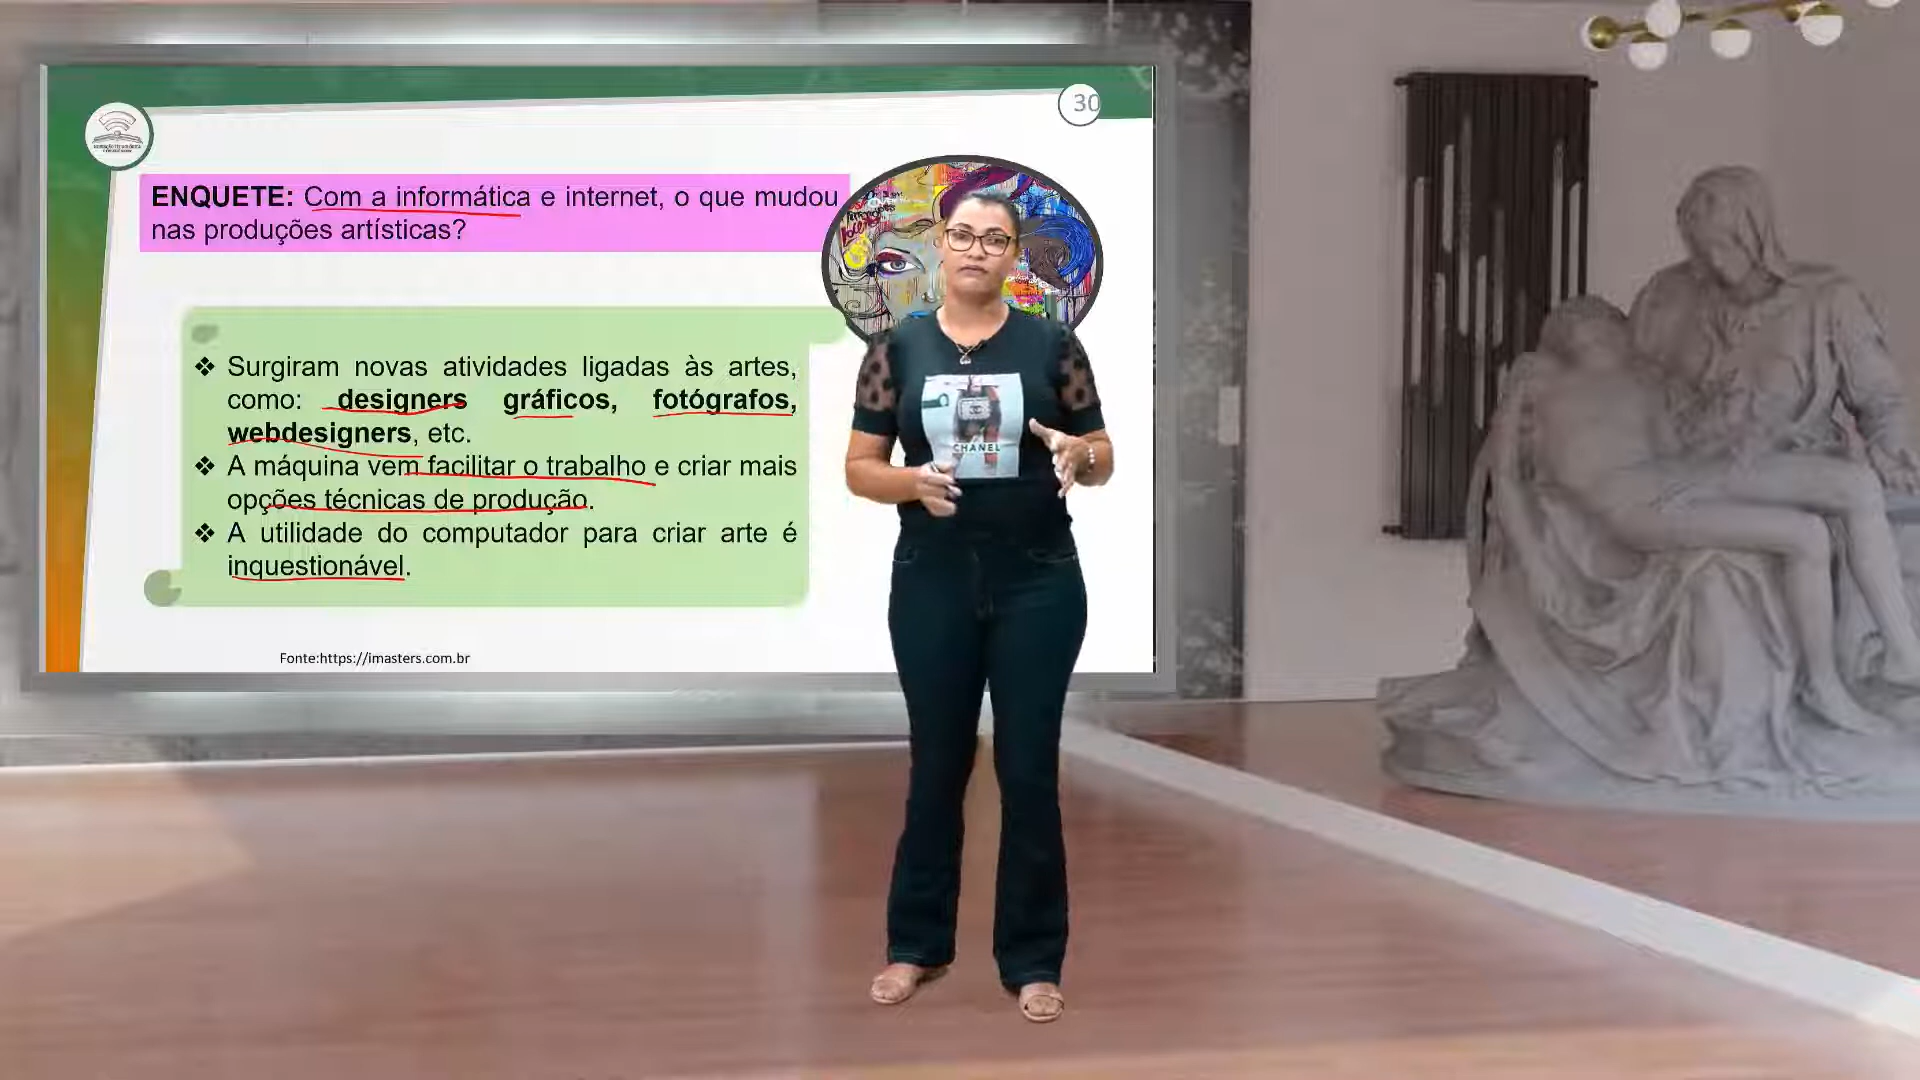 30
ENQUETE: Com a informática e internet, o que mudou
nas produções artísticas?
❖ Surgiram novas atividades ligadas às artes,
como: designers gráficos, fotógrafos,
webdesigners, etc.
❖ A máquina vem facilitar o trabalho e criar mais
opções técnicas de produção.
❖ A utilidade do computador para criar arte é
inquestionável.
Fonte:https://imasters.com.br
CHANEL